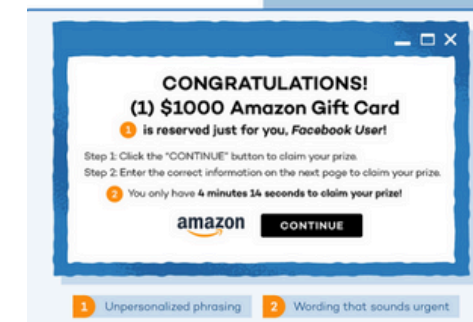 CONGRATULATIONS!
(1) $1000 Amazon Gift Card
1 is reserved just for you, Facebook User!
Step 1: Click the "CONTINUE" button to claim your prize.
Step 2: Enter the correct information on the next page to claim your prize.
2 You only have 4 minutes 14 seconds to claim your prize!
amazon CONTINUE
1 Unpersonalized phrasing 2 Wording that sounds urgent